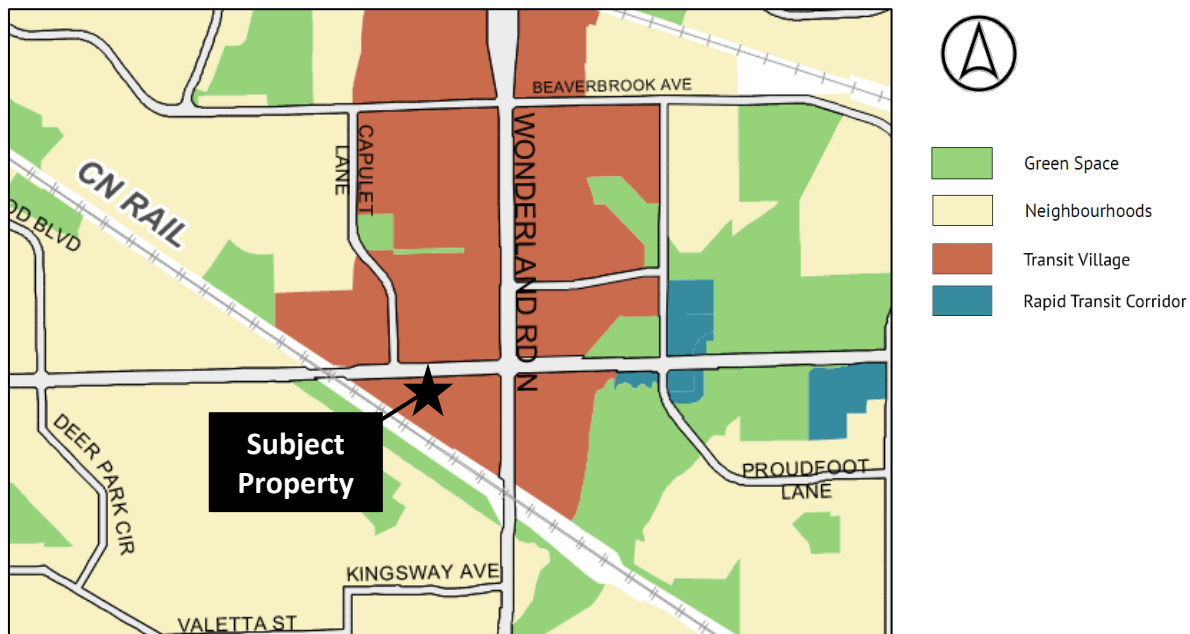 BEAVERBROOK AVE
CAPULET
LANE
WONDERLAND RD N
CN RAIL
OD BLVD
Subject
Property
DEER PARK CIR
PROUDFOOT
LANE
KINGSWAY AVE
VALETTA ST
Green Space
Neighbourhoods
Transit Village
Rapid Transit Corridor